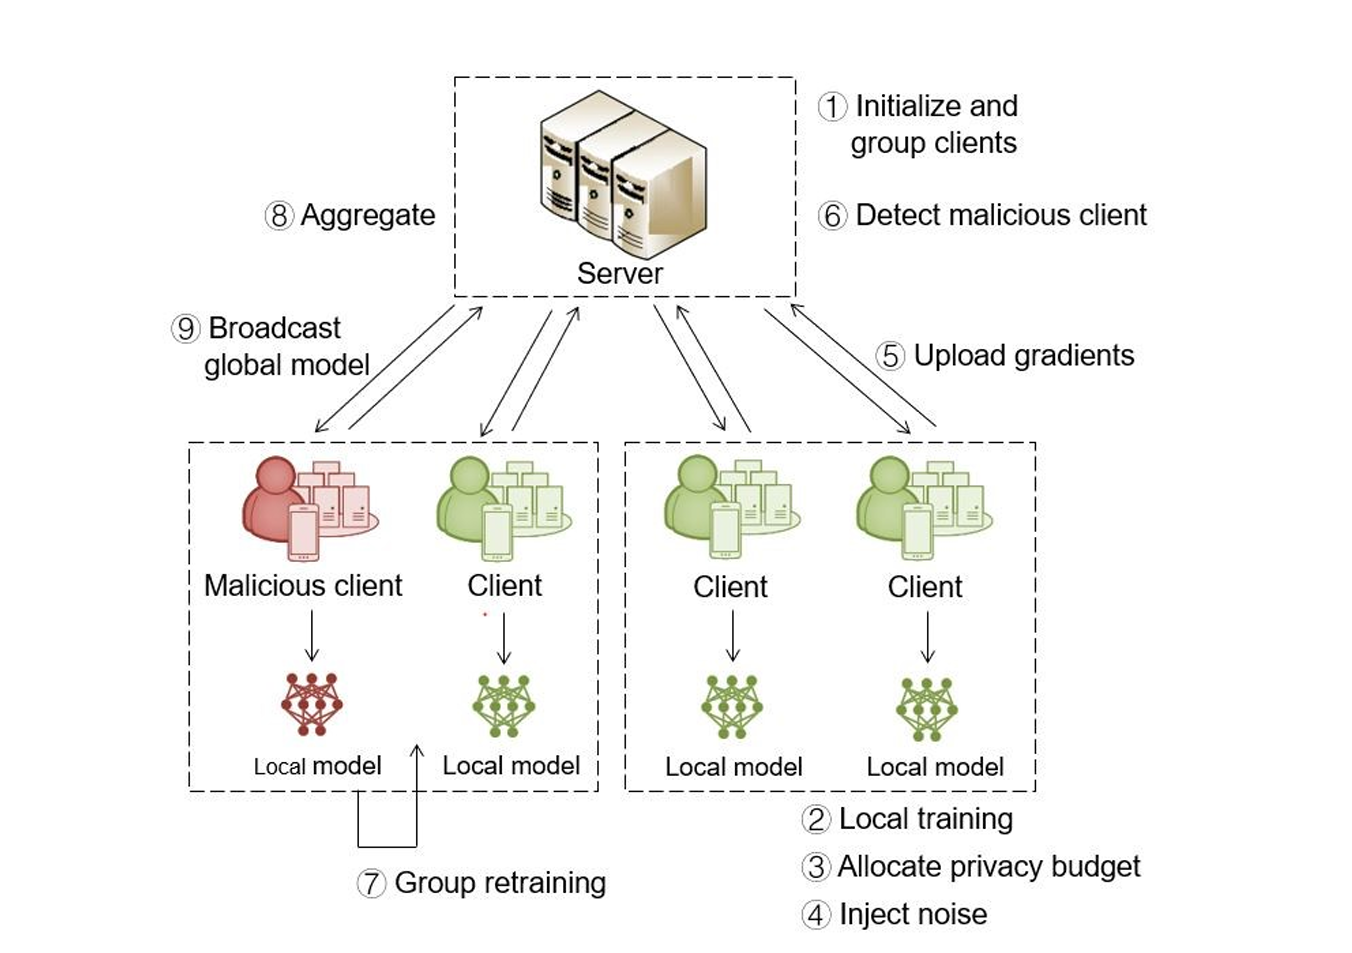 ① Initialize and
group clients
⑧ Aggregate
⑥ Detect malicious client
Server
⑨ Broadcast
global model
⑤ Upload gradients
Malicious client
Client
Client
Client
Local model
Local model
Local model
Local model
② Local training
③ Allocate privacy budget
⑦ Group retraining
④ Inject noise